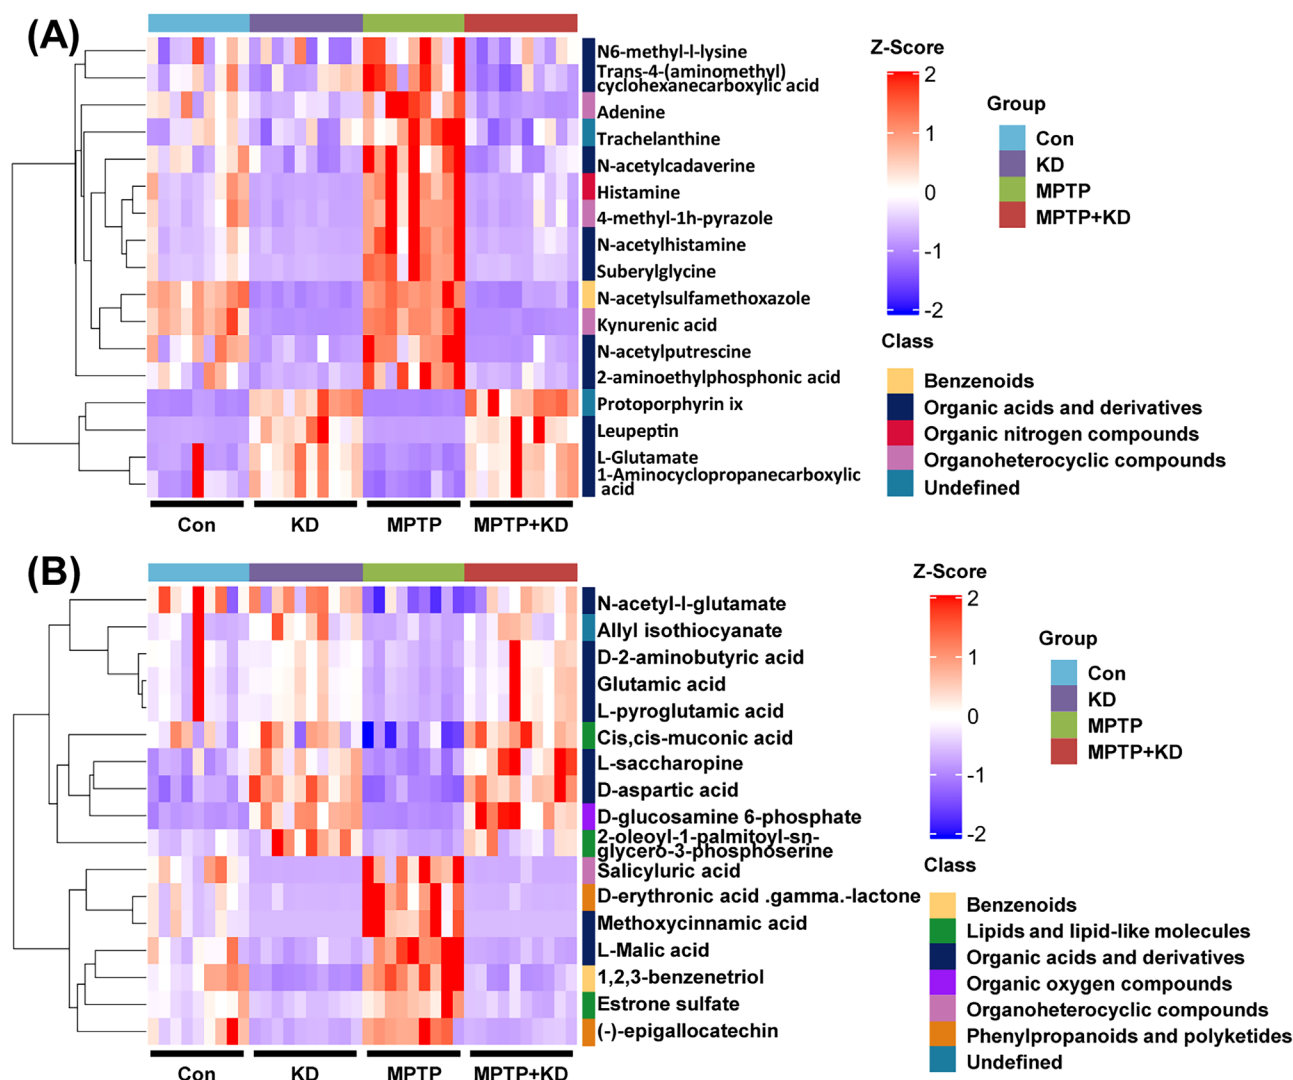 (A)
N6-methyl-l-lysine
Trans-4-(aminomethyl)
cyclohexanecarboxylic acid
Adenine
Trachelanthine
N-acetylcadaverine
Histamine
4-methyl-1h-pyrazole
N-acetylhistamine
Suberylglycine
N-acetylsulfamethoxazole
Kynurenic acid
N-acetylputrescine
2-aminoethylphosphonic acid
Protoporphyrin ix
Leupeptin
L-Glutamate
1-Aminocyclopropanecarboxylic
acid
Con
KD
MPTP
MPTP+KD
Z-Score
2
1
0
-1
-2
Group
Con
KD
MPTP
MPTP+KD
Class
Benzenoids
Organic acids and derivatives
Organic nitrogen compounds
Organoheterocyclic compounds
Undefined
(B)
N-acetyl-l-glutamate
Allyl isothiocyanate
D-2-aminobutyric acid
Glutamic acid
L-pyroglutamic acid
Cis,cis-muconic acid
L-saccharopine
D-aspartic acid
D-glucosamine 6-phosphate
2-oleoyl-1-palmitoyl-sn-
glycero-3-phosphoserine
Salicyluric acid
D-erythronic acid .gamma.-lactone
Methoxycinnamic acid
L-Malic acid
1,2,3-benzenetriol
Estrone sulfate
(-)-epigallocatechin
Con
KD
MPTP
MPTP+KD
Z-Score
2
1
0
-1
-2
Group
Con
KD
MPTP
MPTP+KD
Class
Benzenoids
Lipids and lipid-like molecules
Organic acids and derivatives
Organic oxygen compounds
Organoheterocyclic compounds
Phenylpropanoids and polyketides
Undefined